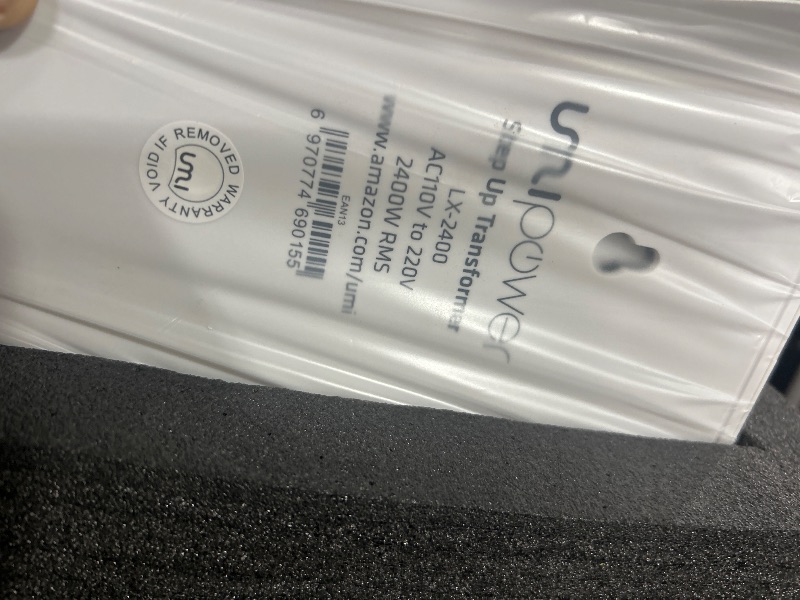 umipower
Step Up Transformer
LX-2400
AC110V to 220V
2400W RMS
www.amazon.com/umi
EAN13
6 970774 690155
WARRANTY VOID IF REMOVED
umi